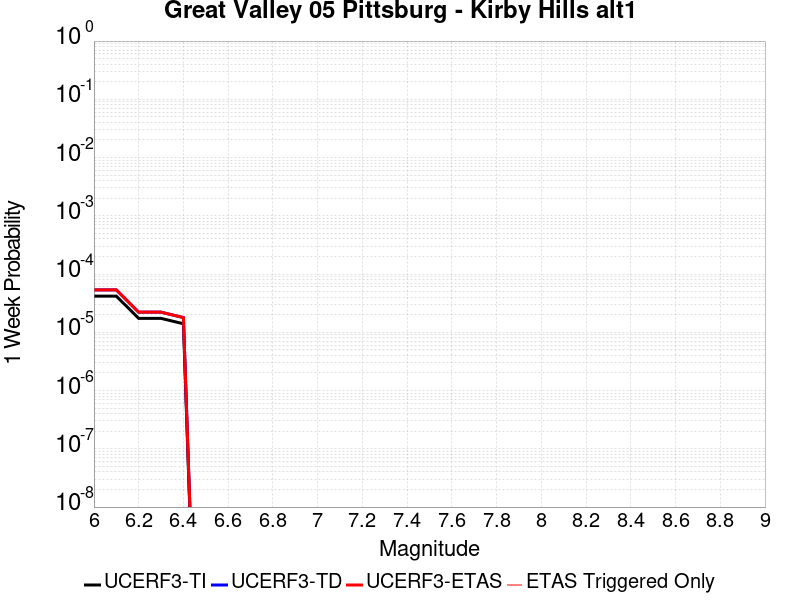 Great Valley 05 Pittsburg - Kirby Hills alt1
1 Week Probability
10^0
10^-1
10^-2
10^-3
10^-4
10^-5
10^-6
10^-7
10^-8
6 6.2 6.4 6.6 6.8 7 7.2 7.4 7.6 7.8 8 8.2 8.4 8.6 8.8 9
Magnitude
UCERF3-TI UCERF3-TD UCERF3-ETAS ETAS Triggered Only